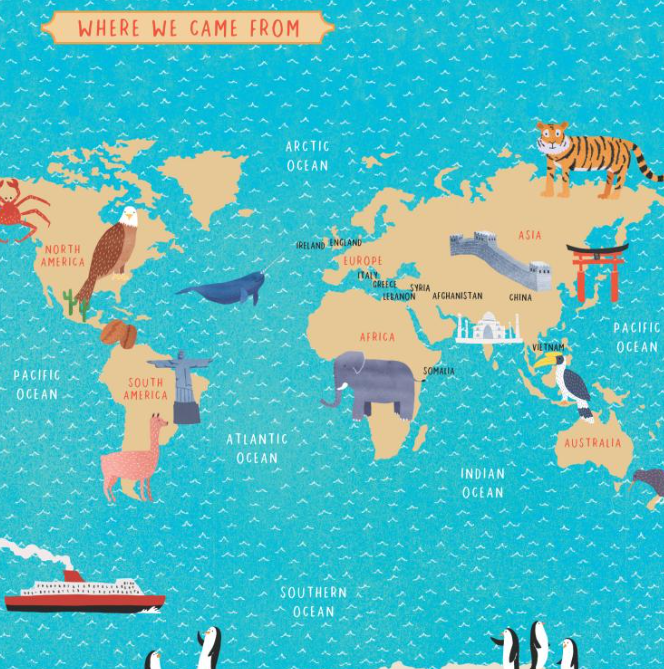 WHERE WE CAME FROM
ARCTIC
OCEAN
ASIA
IRELAND
ENGLAND
NORTH
AMERICA
EUROPE
ITALY
GREECE
SYRIA
LEBANON
AFGHANISTAN
CHINA
PACIFIC
OCEAN
AFRICA
VIETNAM
SOMALIA
PACIFIC
OCEAN
SOUTH
AMERICA
ATLANTIC
OCEAN
AUSTRALIA
INDIAN
OCEAN
SOUTHERN
OCEAN